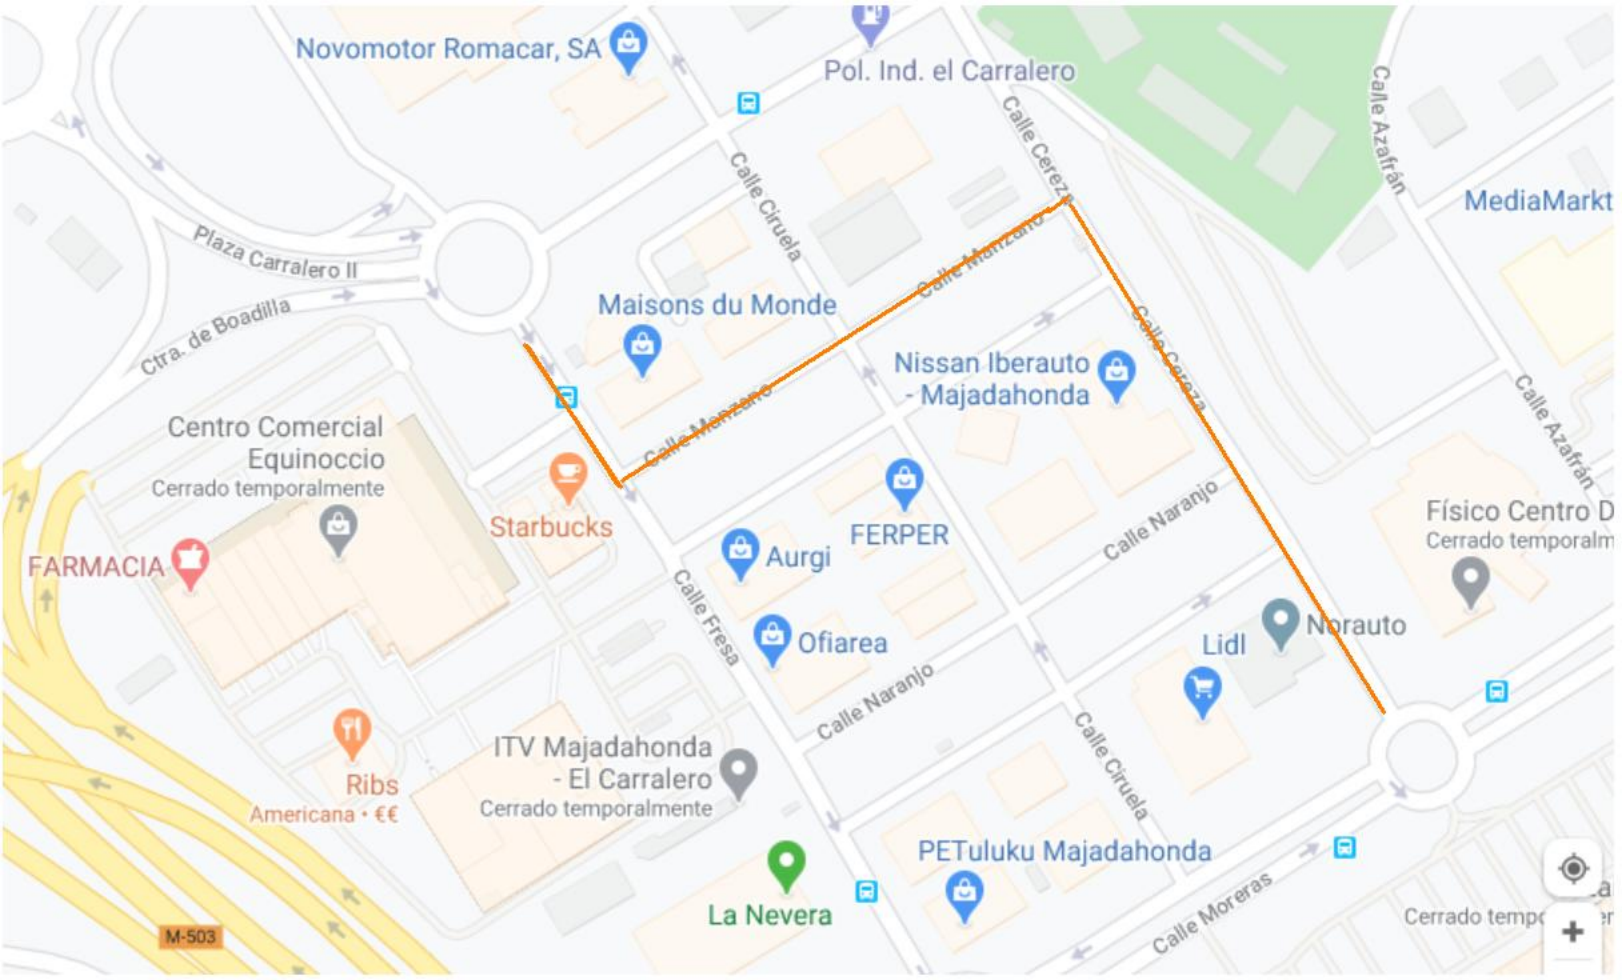 Novomotor Romacar, SA
Pol. Ind. el Carralero
Calle Cereza
Calle Azafrán
Calle Ciruela
MediaMarkt
Plaza Carralero II
Calle Manzano
Maisons du Monde
Ctra. de Boadilla
Calle Cereza
Nissan Iberauto
- Majadahonda
Calle Manzano
Calle Azafrán
Centro Comercial
Equinoccio
Cerrado temporalmente
Starbucks
FERPER
Calle Naranjo
Físico Centro D
Cerrado temporalm
FARMACIA
Aurgi
Calle Fresa
Ofiarea
Lidl
Norauto
Calle Naranjo
ITV Majadahonda
- El Carralero
Cerrado temporalmente
Calle Ciruela
Ribs
Americana • €€
PETuluku Majadahonda
La Nevera
Calle Moreras
Cerrado temp
M-503